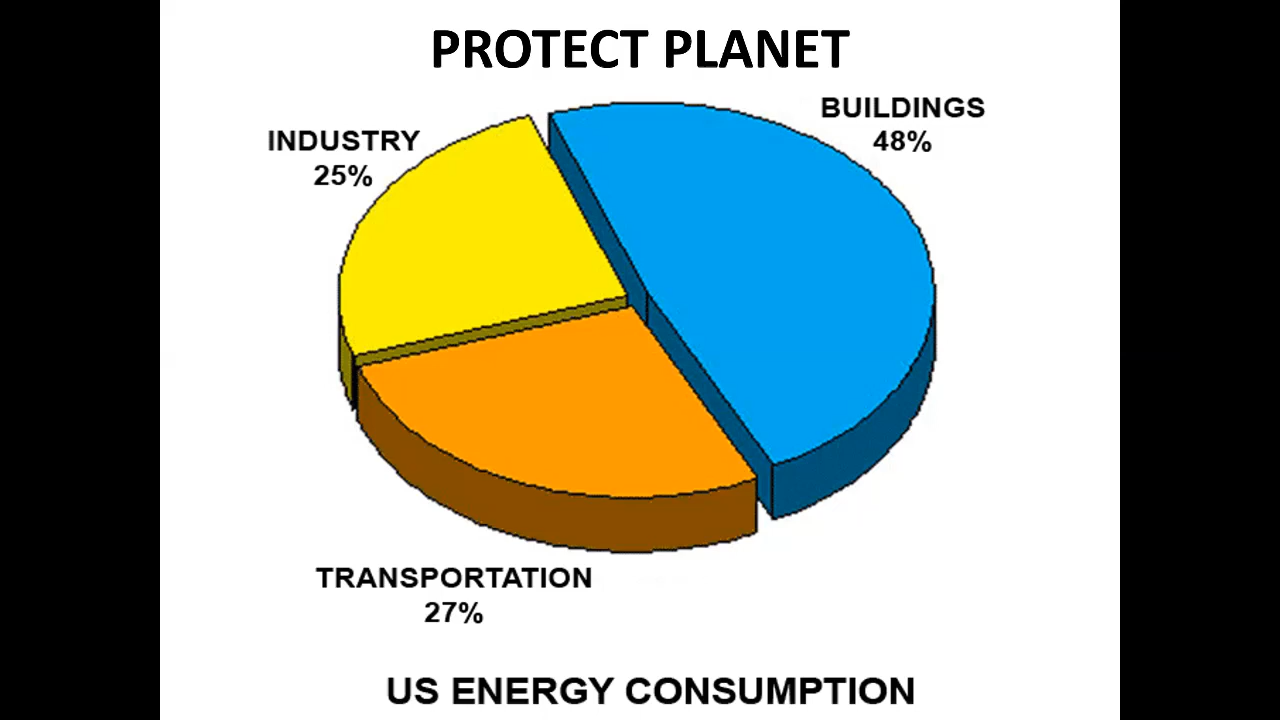 PROTECT PLANET
BUILDINGS
48%
INDUSTRY
25%
TRANSPORTATION
27%
US ENERGY CONSUMPTION